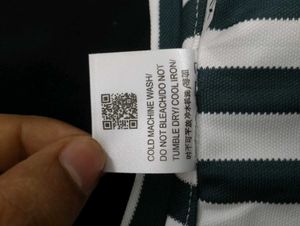 COLD MACHINE WASH/
DO NOT BLEACH/DO NOT
TUMBLE DRY/ COOL IRON/